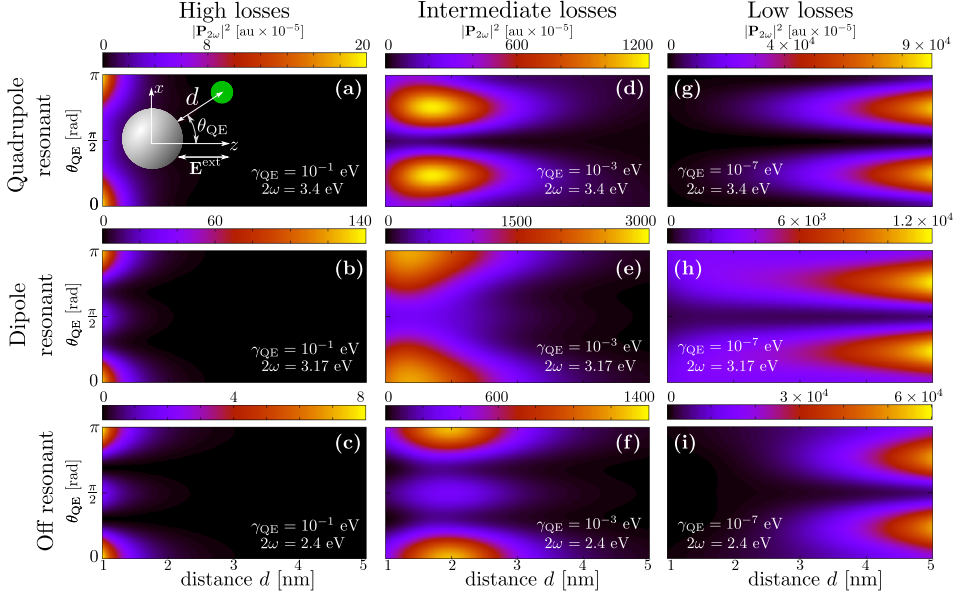 High losses Intermediate losses Low losses
|P₂ω|² [au × 10⁻⁵] |P₂ω|² [au × 10⁻⁵] |P₂ω|² [au × 10⁻⁵]
0 8 20 0 600 1200 0 4 × 10⁴ 9 × 10⁴
Quadrupole
resonant
θQE [rad]
π
π/2
0
(a) (d) (g)
x
d
θQE
z
E^ext
γQE = 10⁻¹ eV γQE = 10⁻³ eV γQE = 10⁻⁷ eV
2ω = 3.4 eV 2ω = 3.4 eV 2ω = 3.4 eV
0 60 140 0 1500 3000 0 6 × 10³ 1.2 × 10⁴
Dipole
resonant
θQE [rad]
π
π/2
0
(b) (e) (h)
γQE = 10⁻¹ eV γQE = 10⁻³ eV γQE = 10⁻⁷ eV
2ω = 3.17 eV 2ω = 3.17 eV 2ω = 3.17 eV
0 4 8 0 600 1400 0 3 × 10⁴ 6 × 10⁴
Off resonant
θQE [rad]
π
π/2
0
(c) (f) (i)
γQE = 10⁻¹ eV γQE = 10⁻³ eV γQE = 10⁻⁷ eV
2ω = 2.4 eV 2ω = 2.4 eV 2ω = 2.4 eV
1 2 3 4 5 1 2 3 4 5 1 2 3 4 5
distance d [nm] distance d [nm] distance d [nm]